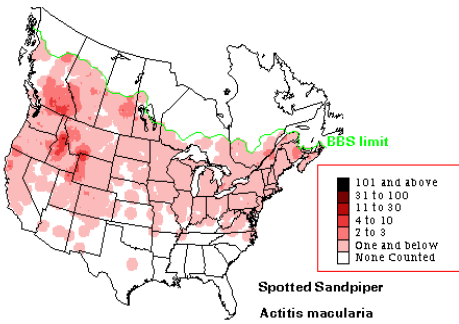 BBS limit
101 and above
31 to 100
11 to 30
4 to 10
2 to 3
One and below
None Counted
Spotted Sandpiper
Actitis macularia